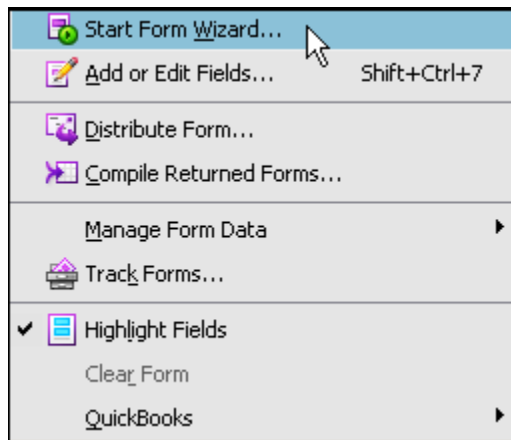 Start Form Wizard...
Add or Edit Fields... Shift+Ctrl+7
Distribute Form...
Compile Returned Forms...
Manage Form Data
Track Forms...
Highlight Fields
Clear Form
QuickBooks